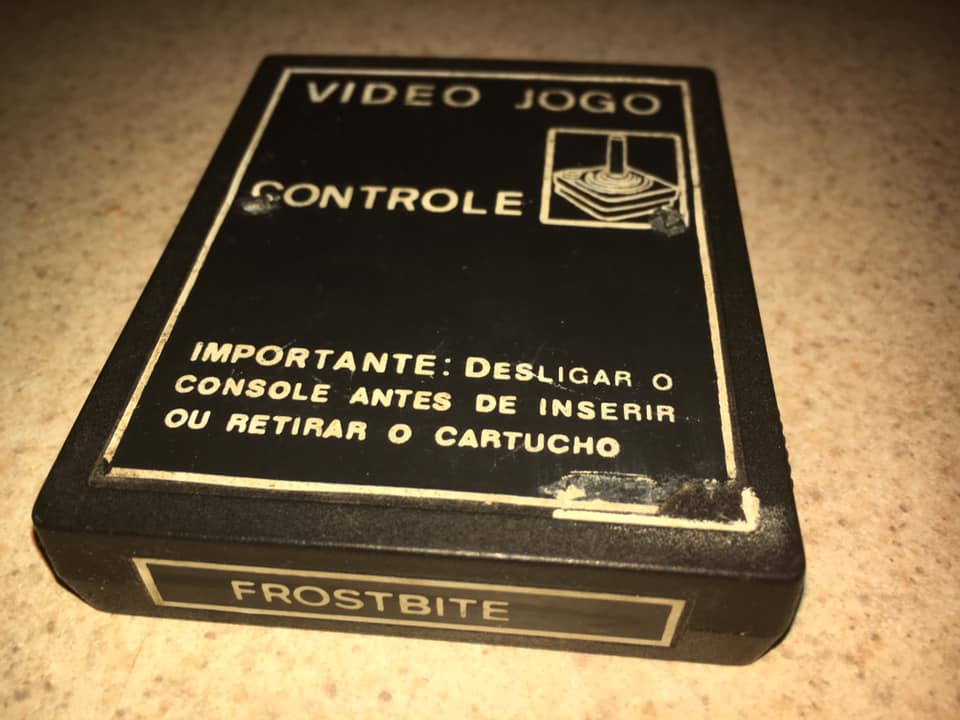 VIDEO JOGO
CONTROLE
IMPORTANTE: DESLIGAR O
CONSOLE ANTES DE INSERIR
OU RETIRAR O CARTUCHO
FROSTBITE